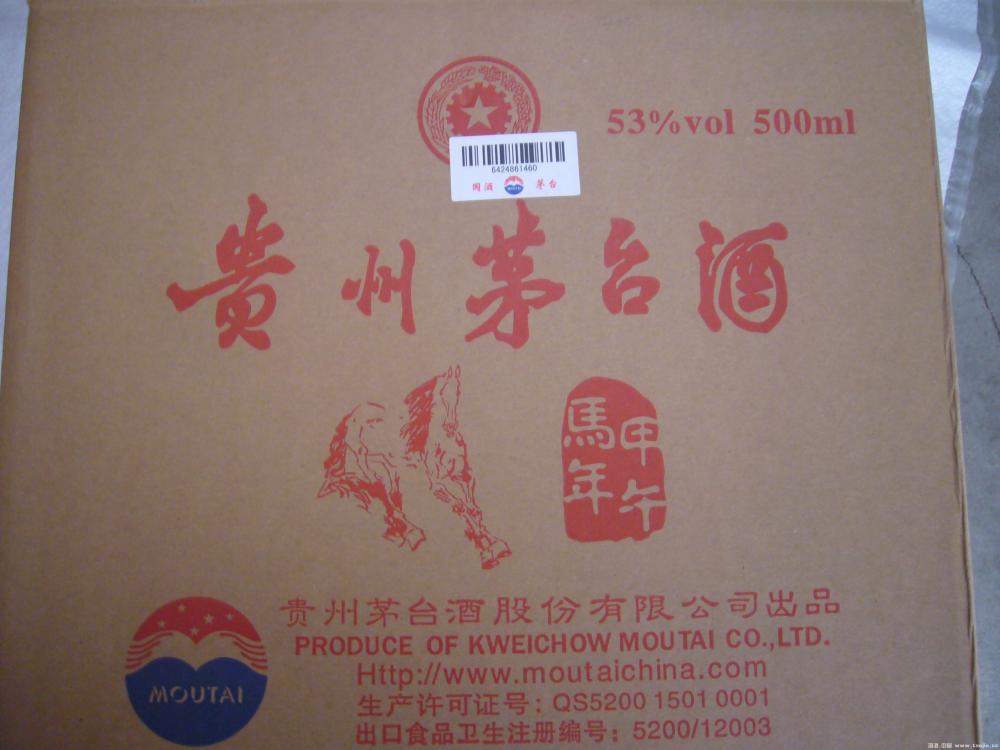 53%vol 500ml
6424861460
国酒 MOUTAI 茅台
贵州茅台酒
甲午
馬年
贵州茅台酒股份有限公司出品
PRODUCE OF KWEICHOW MOUTAI CO.,LTD.
Http://www.moutaichina.com
MOUTAI
生产许可证号：QS5200 1501 0001
出口食品卫生注册编号：5200/12003